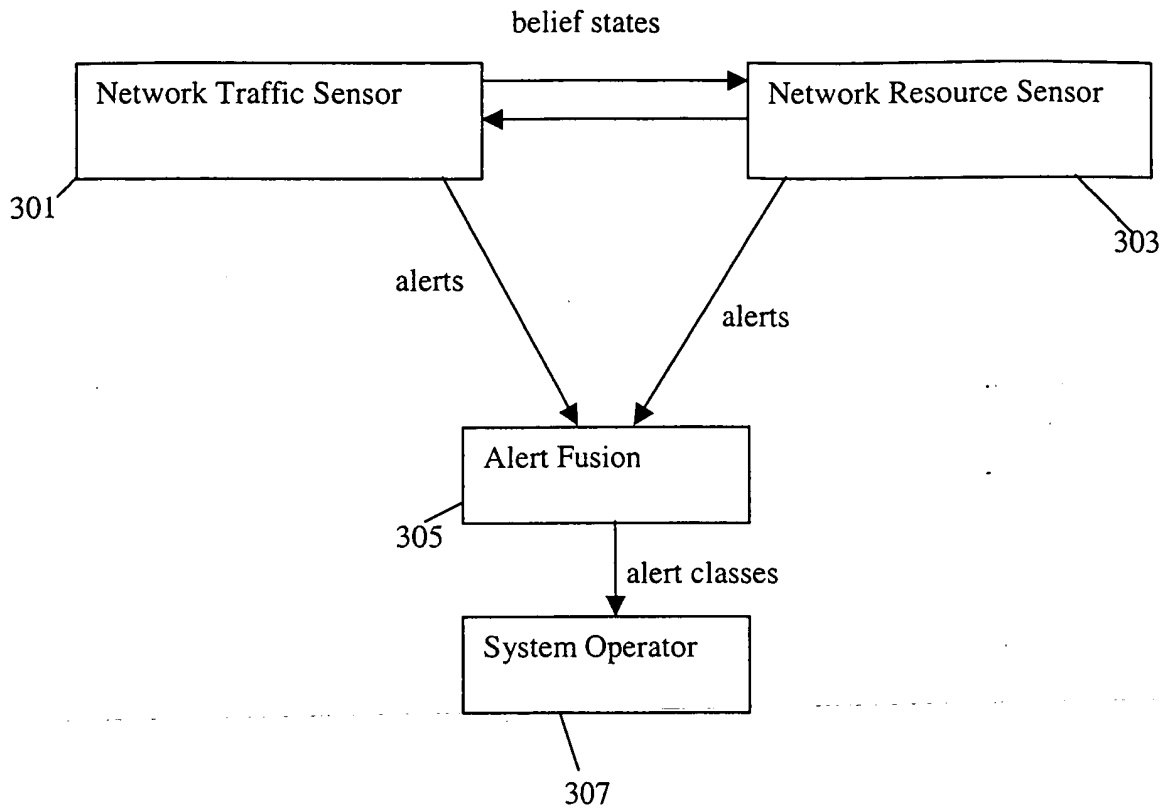 belief states
Network Traffic Sensor
Network Resource Sensor
301
303
alerts
alerts
Alert Fusion
305
alert classes
System Operator
307